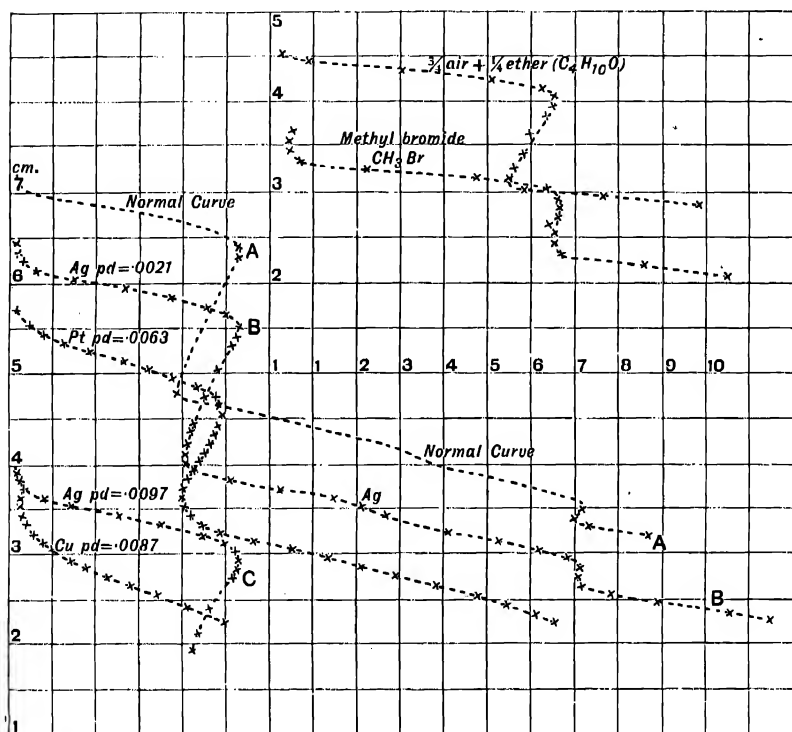 5
¾ air + ¼ ether (C4H10O)
4
Methyl bromide
CH3Br
cm.
7
3
Normal Curve
A
Ag pd=·0021
6
2
B
Pt pd=·0063
5
1 1 2 3 4 5 6 7 8 9 10
4
Normal Curve
Ag pd=·0097
Ag
3
Cu pd=·0087
A
C
B
2
1